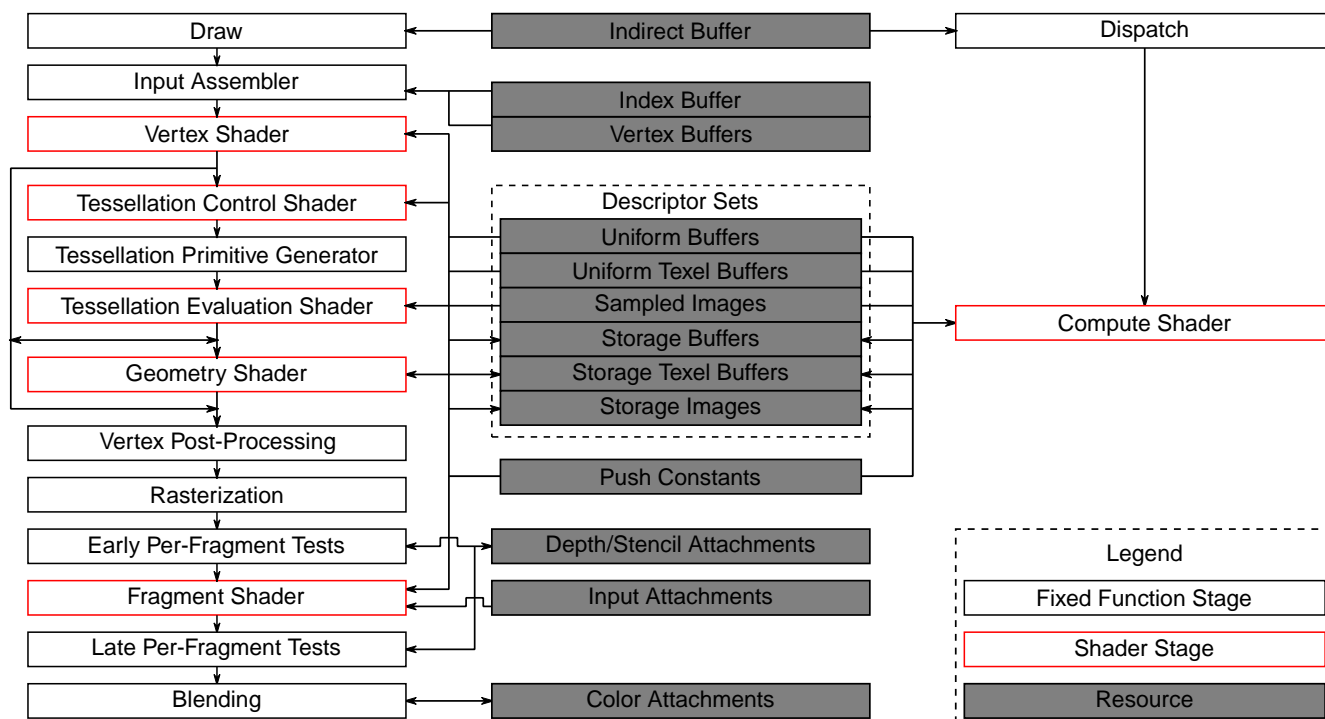 Draw
Indirect Buffer
Dispatch
Input Assembler
Index Buffer
Vertex Shader
Vertex Buffers
Tessellation Control Shader
Descriptor Sets
Uniform Buffers
Tessellation Primitive Generator
Uniform Texel Buffers
Tessellation Evaluation Shader
Sampled Images
Storage Buffers
Compute Shader
Geometry Shader
Storage Texel Buffers
Storage Images
Vertex Post-Processing
Push Constants
Rasterization
Early Per-Fragment Tests
Depth/Stencil Attachments
Legend
Fragment Shader
Input Attachments
Fixed Function Stage
Late Per-Fragment Tests
Shader Stage
Blending
Color Attachments
Resource